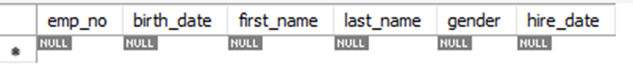 emp_no birth_date first_name last_name gender hire_date
NULL NULL NULL NULL NULL NULL